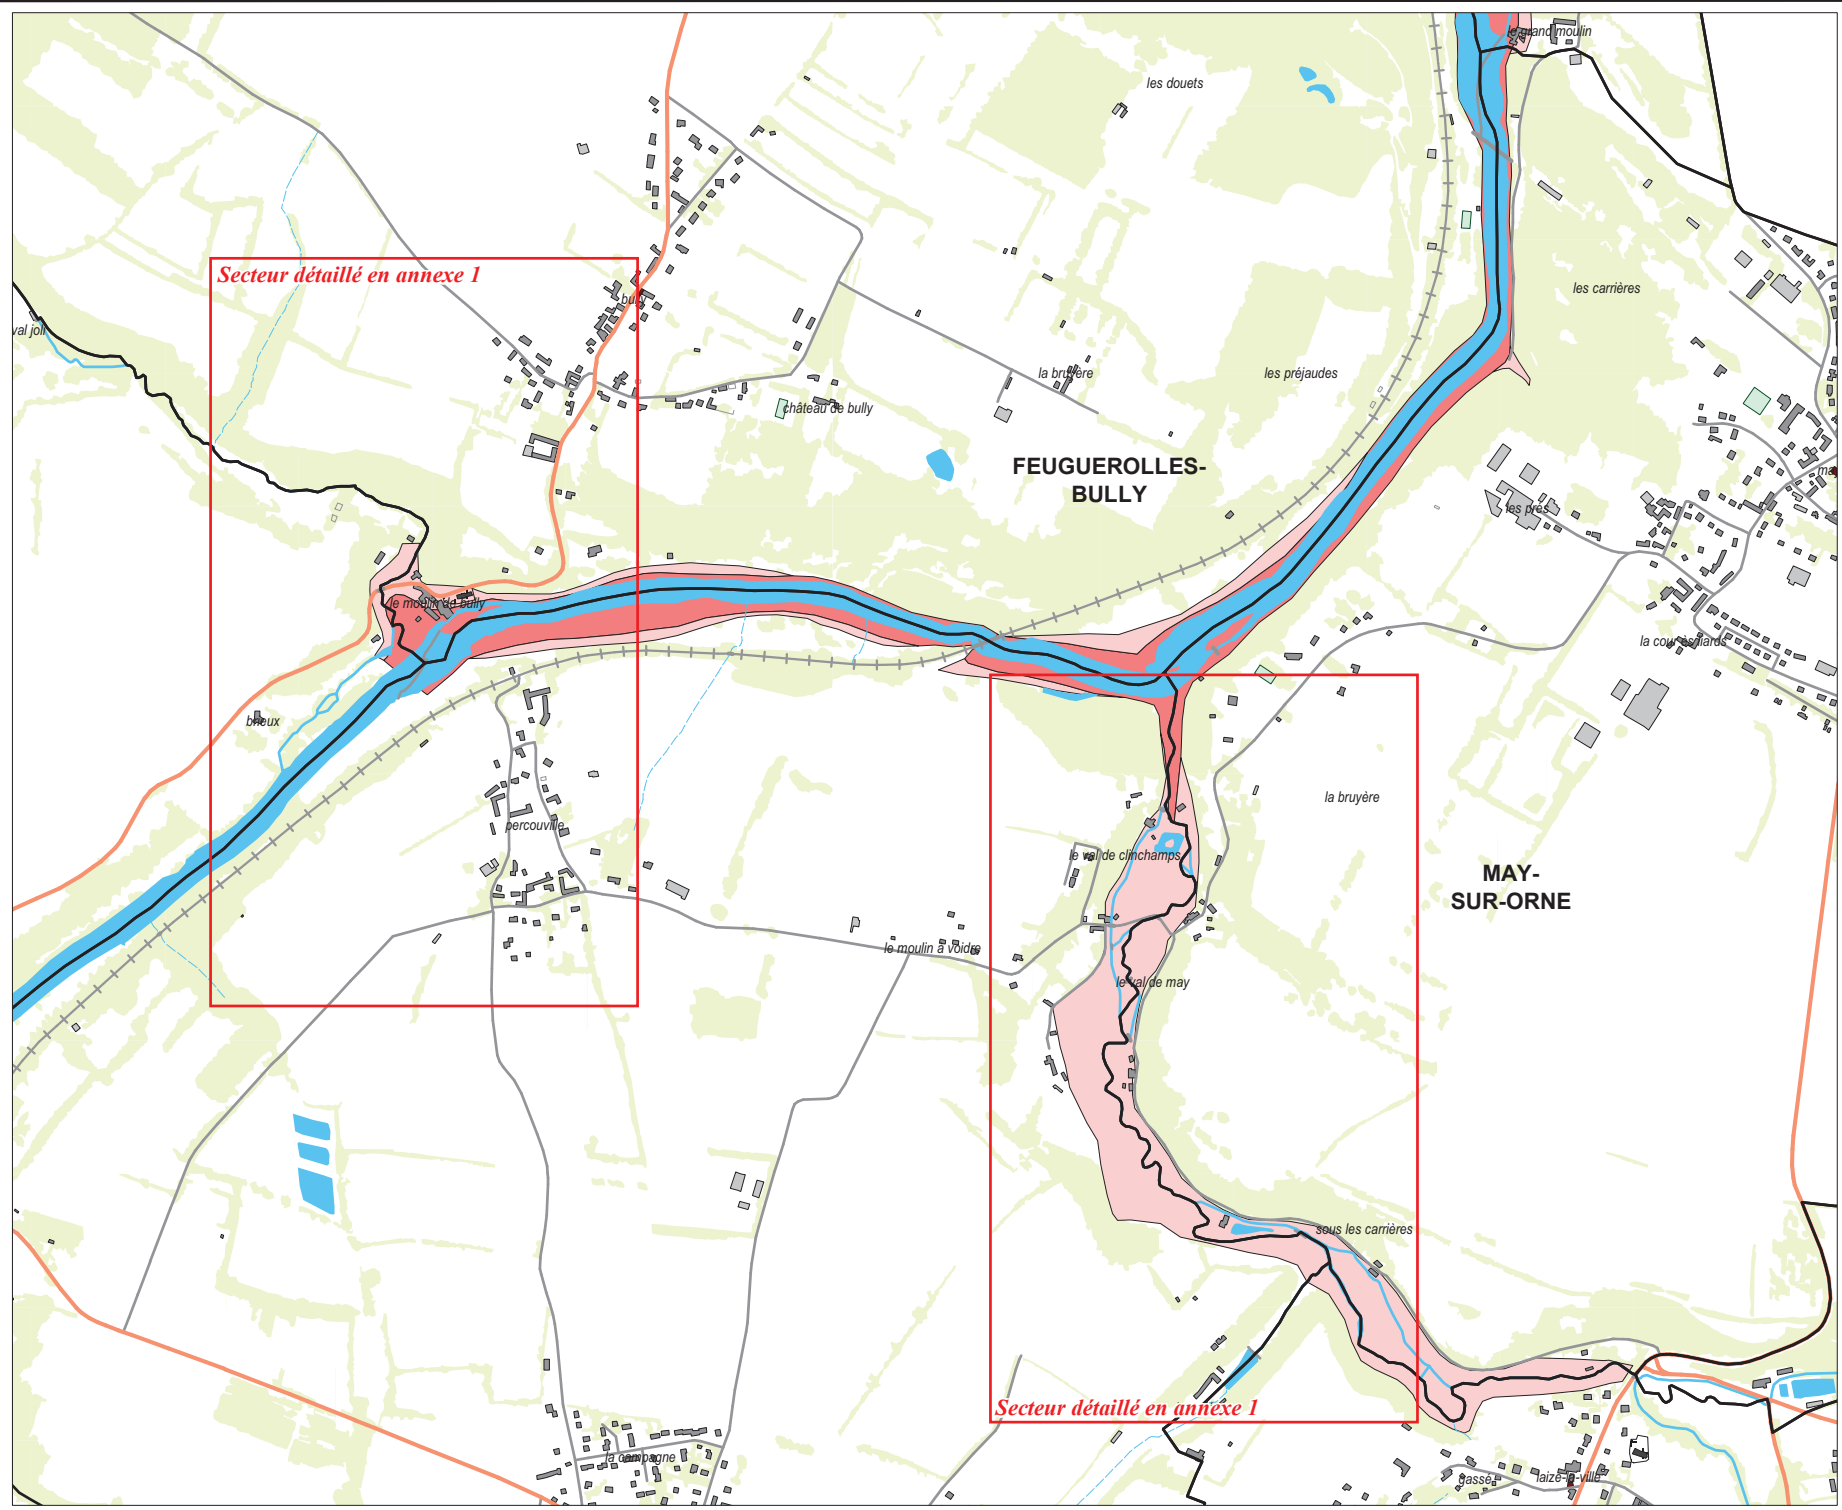 le grand moulin
les douets
Secteur détaillé en annexe 1
les carrières
bully
val joli
la bruyère
les préjaudes
château de bully
FEUGUEROLLES-
BULLY
les prés
le moulin de bully
la cour ès liards
brieux
la bruyère
percouville
le val de clinchamps
MAY-
SUR-ORNE
le moulin à voidre
le val de may
sous les carrières
Secteur détaillé en annexe 1
la campagne
gassé
laize-la-ville